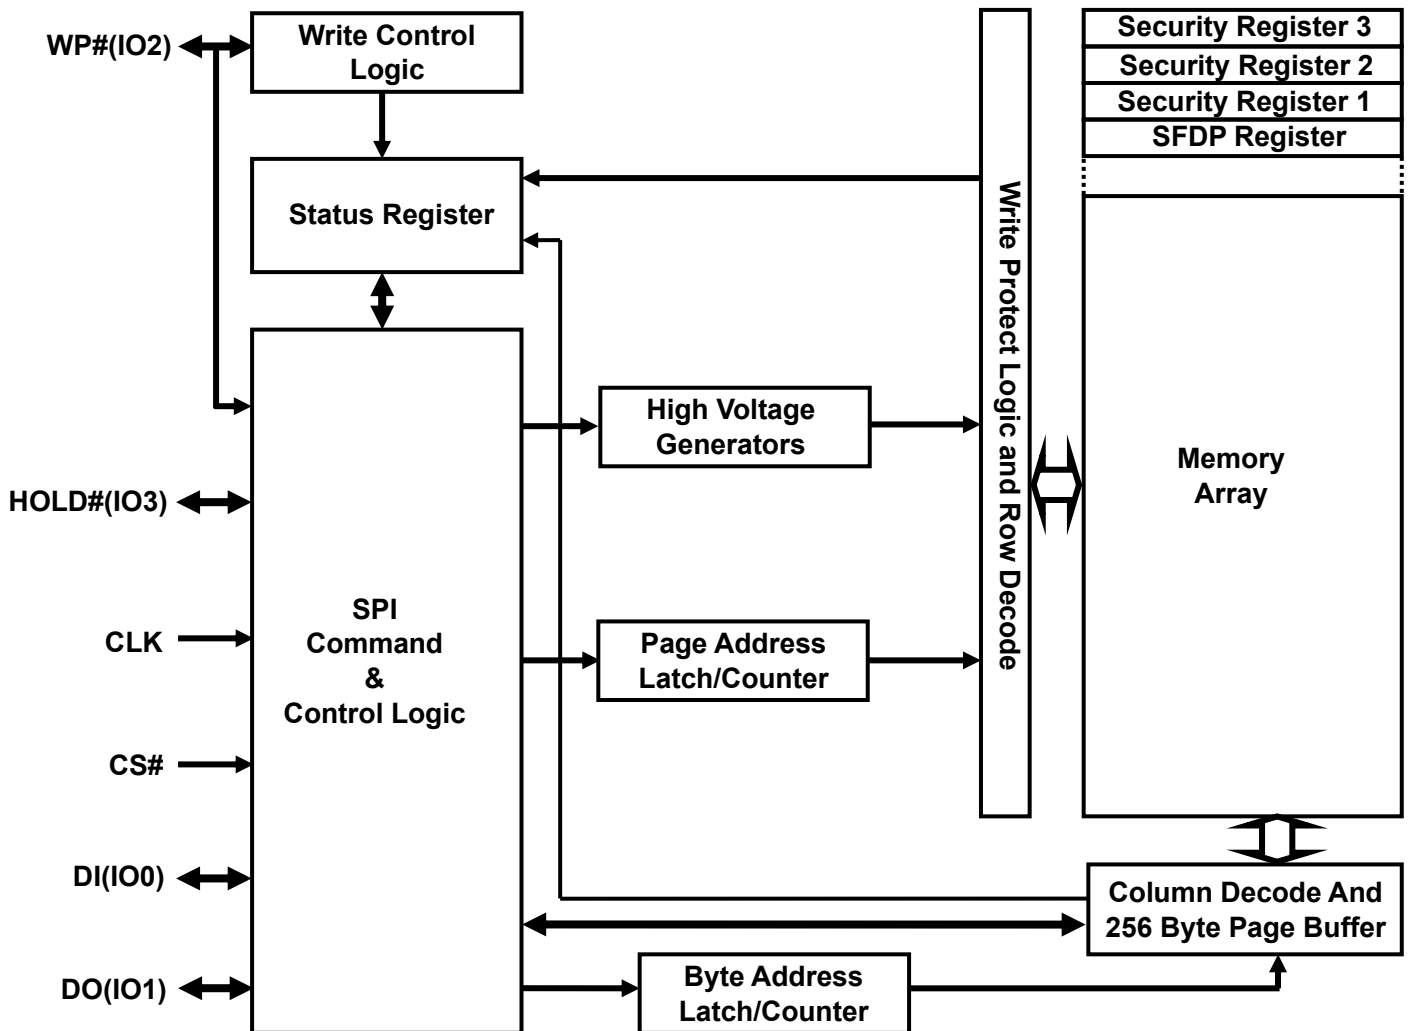 WP#(IO2)
Write Control
Logic
Security Register 3
Security Register 2
Security Register 1
SFDP Register
Status Register
Write Protect Logic and Row Decode
High Voltage
Generators
Memory
Array
HOLD#(IO3)
SPI
Command
&
Control Logic
CLK
Page Address
Latch/Counter
CS#
DI(IO0)
Column Decode And
256 Byte Page Buffer
DO(IO1)
Byte Address
Latch/Counter